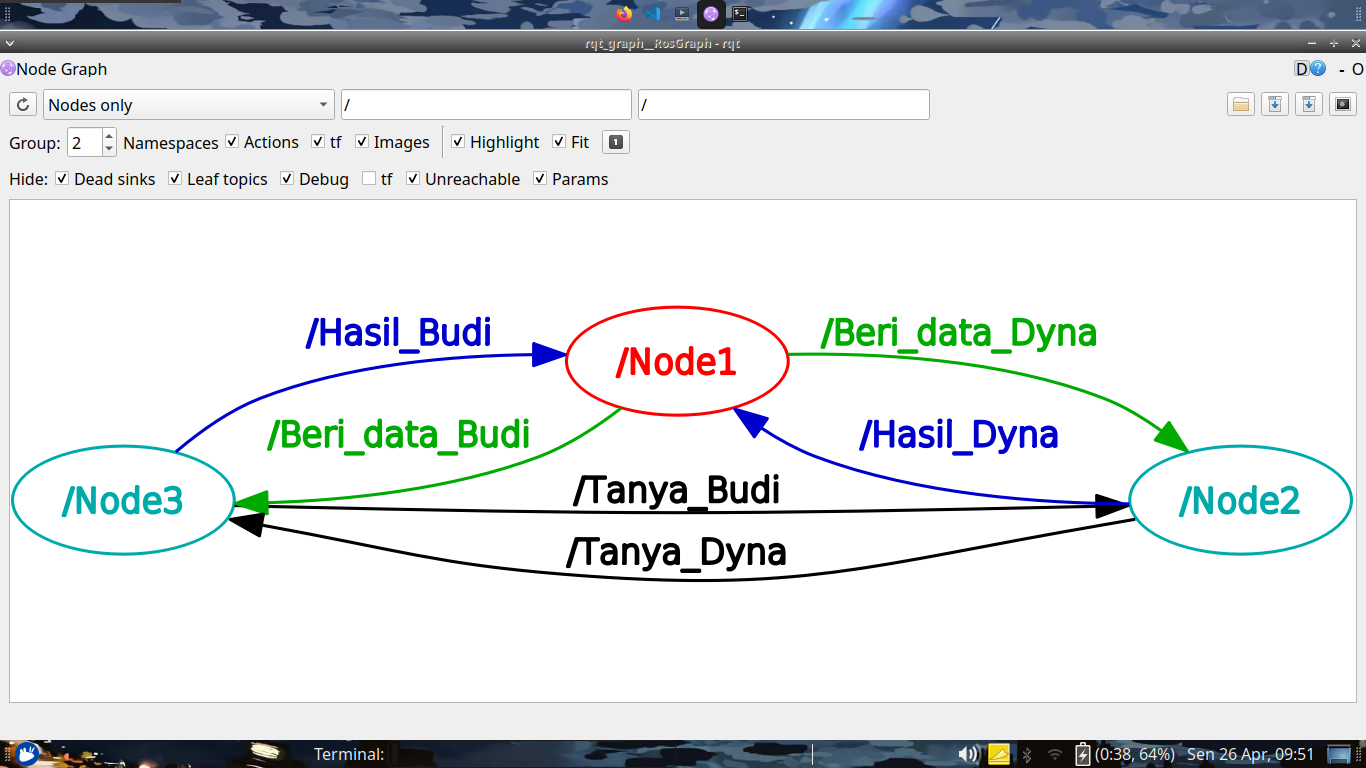 rqt_graph__RosGraph - rqt
Node Graph
D
- O
Nodes only
/
/
Group: 2 Namespaces Actions tf Images Highlight Fit 1
Hide: Dead sinks Leaf topics Debug tf Unreachable Params
/Hasil_Budi
/Beri_data_Dyna
/Node1
/Beri_data_Budi
/Hasil_Dyna
/Node3
/Tanya_Budi
/Node2
/Tanya_Dyna
Terminal:
(0:38, 64%) Sen 26 Apr, 09:51